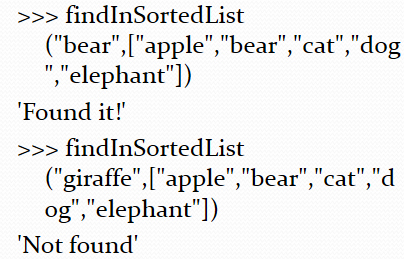 >>> findInSortedList
("bear",["apple","bear","cat","dog
","elephant"])
'Found it!'
>>> findInSortedList
("giraffe",["apple","bear","cat","d
og","elephant"])
'Not found'